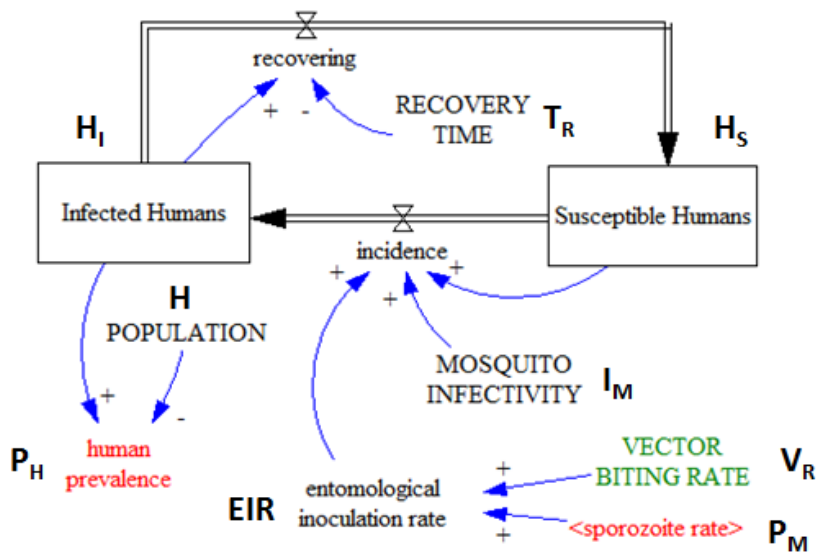 recovering
+ -
RECOVERY
TIME
T_R
H_I
H_S
Infected Humans
Susceptible Humans
incidence
+ + +
H
POPULATION
MOSQUITO
INFECTIVITY
I_M
+ -
P_H
human
prevalence
EIR
entomological
inoculation rate
+
VECTOR
BITING RATE
V_R
+
<sporozoite rate>
P_M